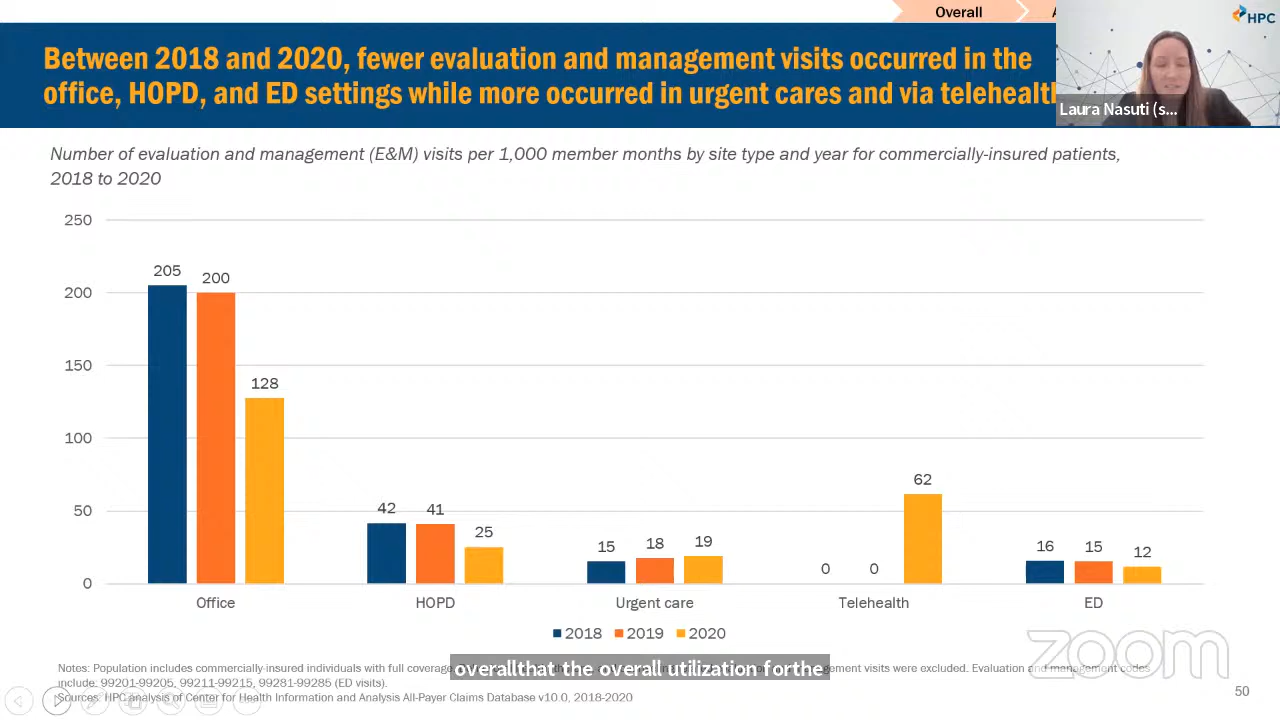 Overall
HPC
Between 2018 and 2020, fewer evaluation and management visits occurred in the
office, HOPD, and ED settings while more occurred in urgent cares and via telehealt
Laura Nasuti (s...
Number of evaluation and management (E&M) visits per 1,000 member months by site type and year for commercially-insured patients,
2018 to 2020
250
200
150
100
50
0
205
200
128
42
41
25
15
18
19
0
0
62
16
15
12
Office
HOPD
Urgent care
Telehealth
ED
2018
2019
2020
zoom
Notes: Population includes commercially-insured individuals with full coverage management visits were excluded. Evaluation and management codes
include: 99201-99205, 99211-99215, 99281-99285 (ED visits).
overallthat the overall utilization forthe
Sources: HPC analysis of Center for Health Information and Analysis All-Payer Claims Database v10.0, 2018-2020
50